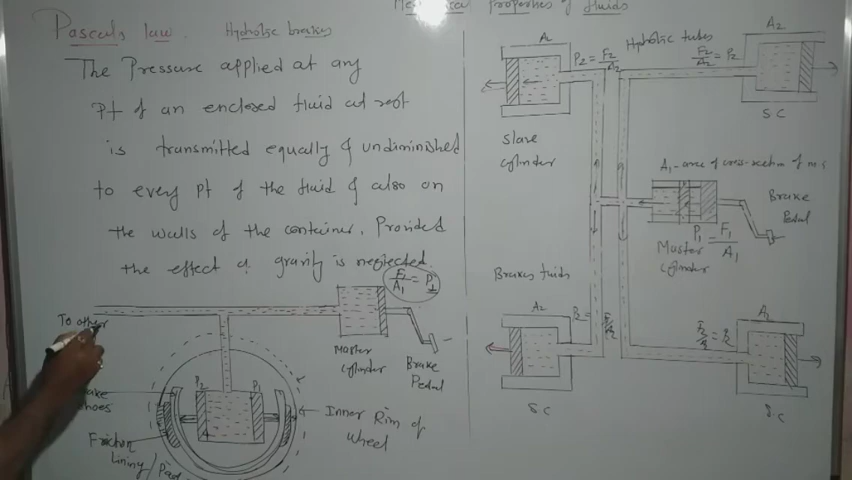 Mechanical Properties of fluids
Pascal's law. Hydrolic brakes
The Pressure applied at any
pt of an enclosed fluid at rest
is transmitted equally & undiminished
to every pt of the fluid & also on
the walls of the container, Provided
the effect of gravity is neglected.
F1/A1 = P1
To other
Master
cylinder
Brake
Pedal
P2 P1
shoes
Friction
lining / Pad
Inner Rim of
wheel
A2
P2 = F2/A2
Hydrolic tubes
F2/A2 = P2
A2
Slave
cylinder
S C
A1 - area of cross-section of m s
Brake
Pedal
P1 = F1/A1
Master
cylinder
Brakes fluids
A2
P2 = F2/A2
F2/A2 = P2
A2
S C
S C